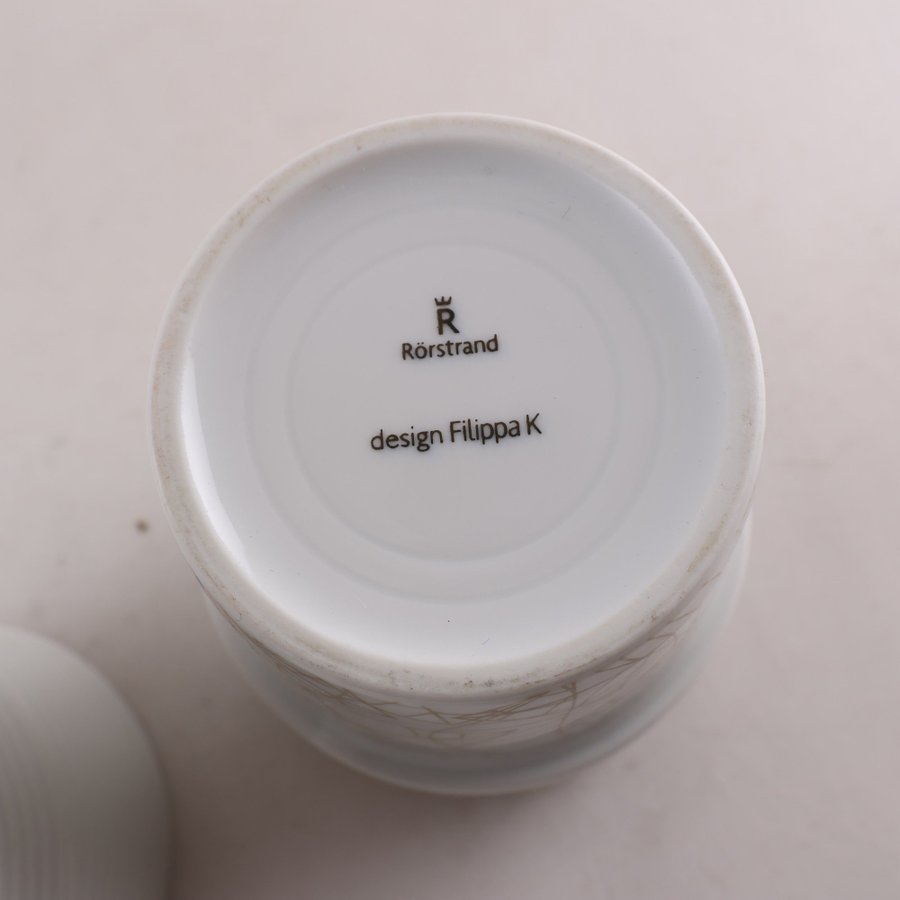 R
Rörstrand
design Filippa K